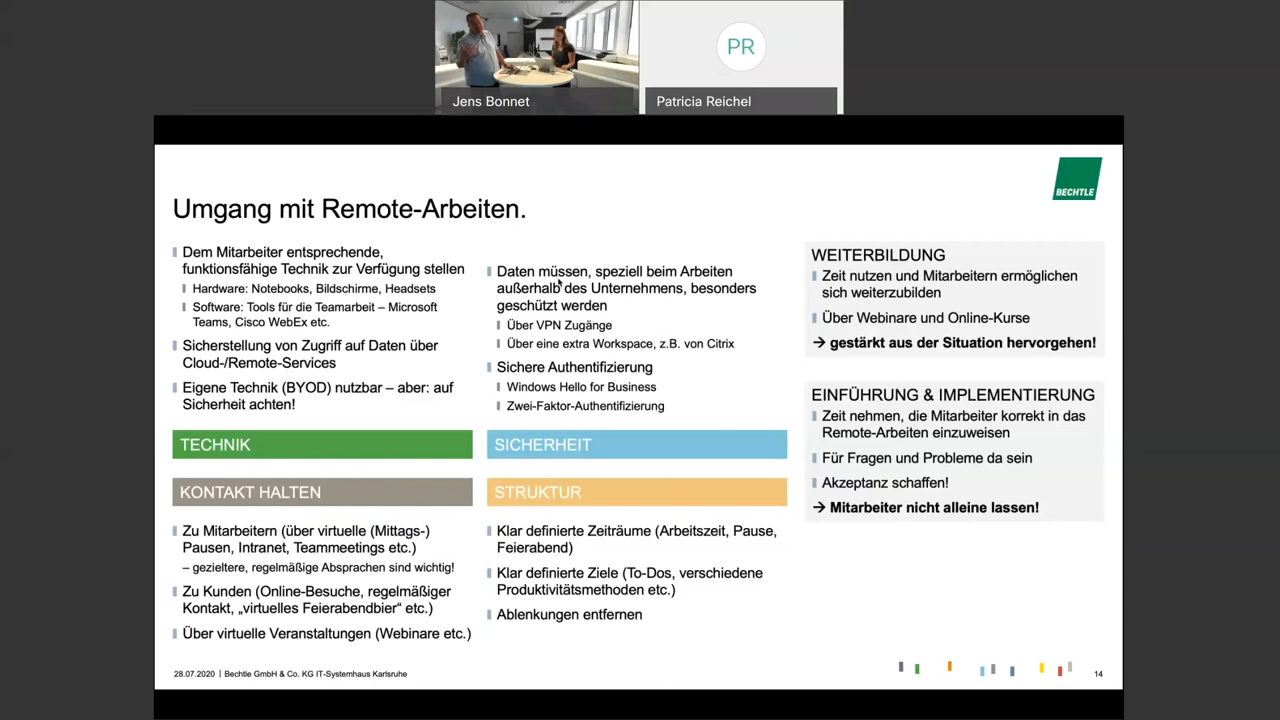 PR
Jens Bonnet
Patricia Reichel
BECHTLE
Umgang mit Remote-Arbeiten.
Dem Mitarbeiter entsprechende,
funktionsfähige Technik zur Verfügung stellen
Hardware: Notebooks, Bildschirme, Headsets
Software: Tools für die Teamarbeit – Microsoft
Teams, Cisco WebEx etc.
Sicherstellung von Zugriff auf Daten über
Cloud-/Remote-Services
Eigene Technik (BYOD) nutzbar – aber: auf
Sicherheit achten!
TECHNIK
Daten müssen, speziell beim Arbeiten
außerhalb des Unternehmens, besonders
geschützt werden
Über VPN Zugänge
Über eine extra Workspace, z.B. von Citrix
Sichere Authentifizierung
Windows Hello for Business
Zwei-Faktor-Authentifizierung
SICHERHEIT
KONTAKT HALTEN
Zu Mitarbeitern (über virtuelle (Mittags-)
Pausen, Intranet, Teammeetings etc.)
– gezieltere, regelmäßige Absprachen sind wichtig!
Zu Kunden (Online-Besuche, regelmäßiger
Kontakt, „virtuelles Feierabendbier“ etc.)
Über virtuelle Veranstaltungen (Webinare etc.)
STRUKTUR
Klar definierte Zeiträume (Arbeitszeit, Pause,
Feierabend)
Klar definierte Ziele (To-Dos, verschiedene
Produktivitätsmethoden etc.)
Ablenkungen entfernen
WEITERBILDUNG
Zeit nutzen und Mitarbeitern ermöglichen
sich weiterzubilden
Über Webinare und Online-Kurse
→ gestärkt aus der Situation hervorgehen!
EINFÜHRUNG & IMPLEMENTIERUNG
Zeit nehmen, die Mitarbeiter korrekt in das
Remote-Arbeiten einzuweisen
Für Fragen und Probleme da sein
Akzeptanz schaffen!
→ Mitarbeiter nicht alleine lassen!
28.07.2020 | Bechtle GmbH & Co. KG IT-Systemhaus Karlsruhe
14